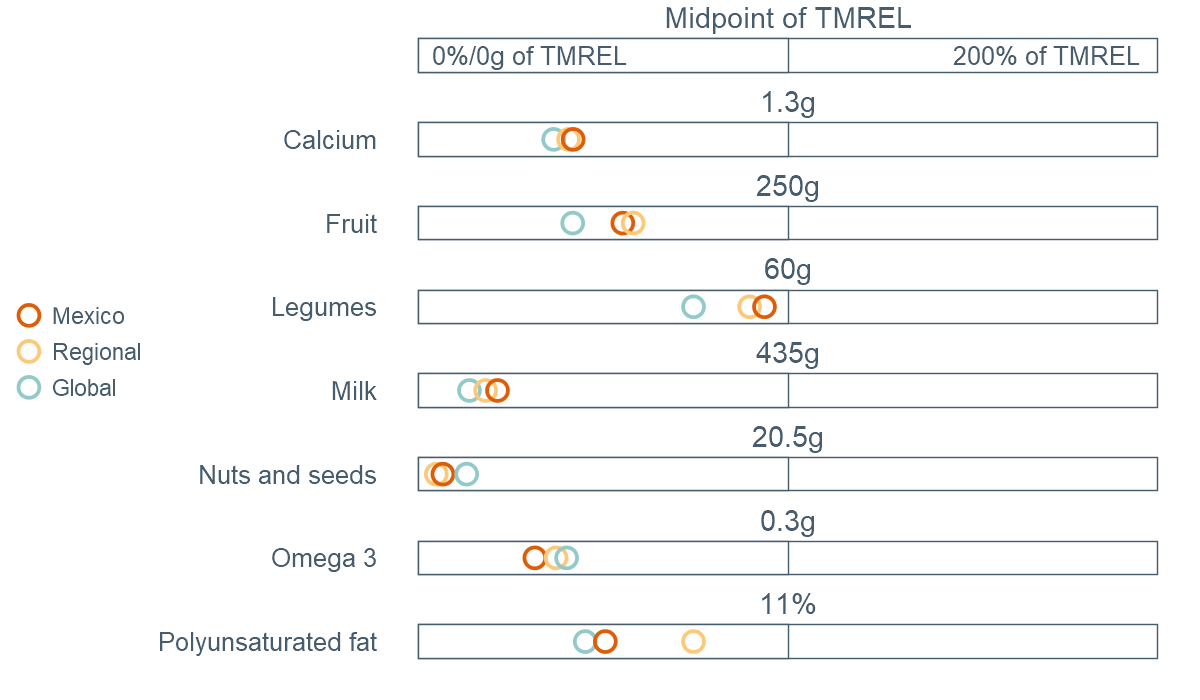 Midpoint of TMREL
0%/0g of TMREL 200% of TMREL
1.3g
Calcium
250g
Fruit
60g
Legumes
435g
Milk
20.5g
Nuts and seeds
0.3g
Omega 3
11%
Polyunsaturated fat
Mexico
Regional
Global